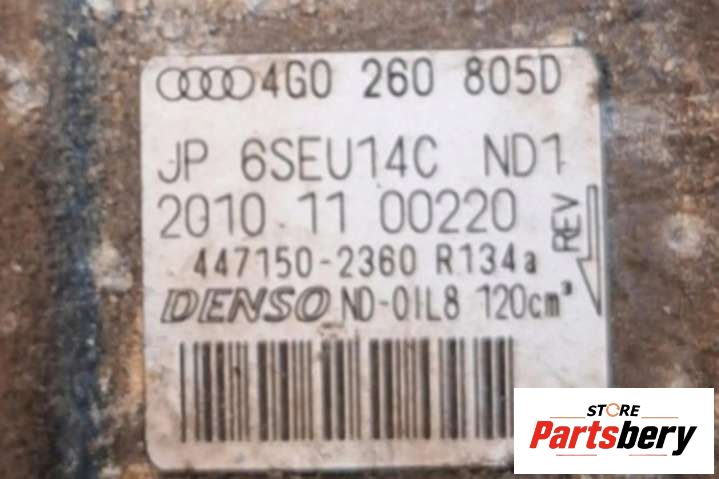 4G0 260 805D
JP 6SEU14C ND1
2010 11 00220
REV
447150-2360 R134a
DENSO ND-OIL8 120cm³
STORE
Partsbery